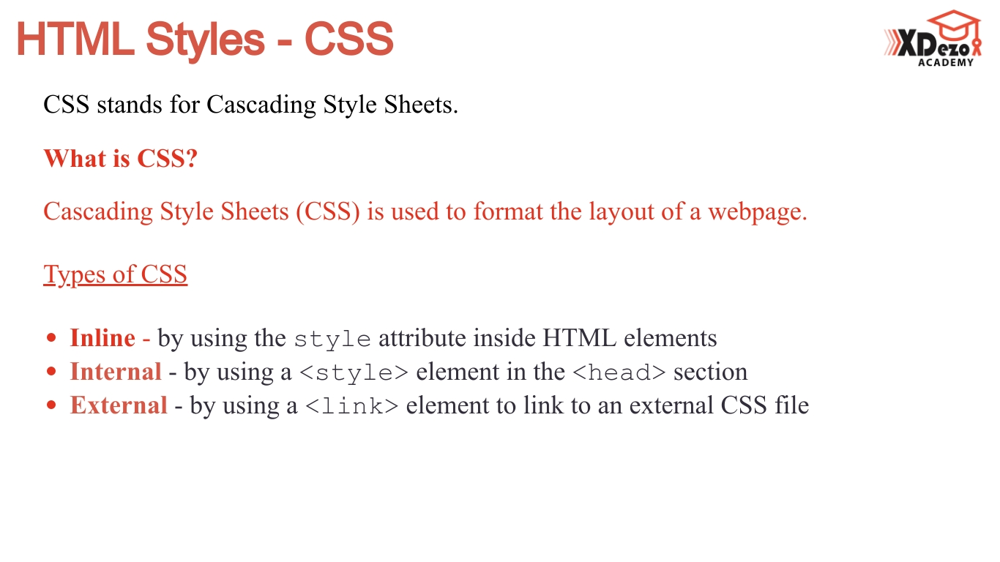 HTML Styles - CSS
XDezo
ACADEMY
CSS stands for Cascading Style Sheets.
What is CSS?
Cascading Style Sheets (CSS) is used to format the layout of a webpage.
Types of CSS
• Inline - by using the style attribute inside HTML elements
• Internal - by using a <style> element in the <head> section
• External - by using a <link> element to link to an external CSS file